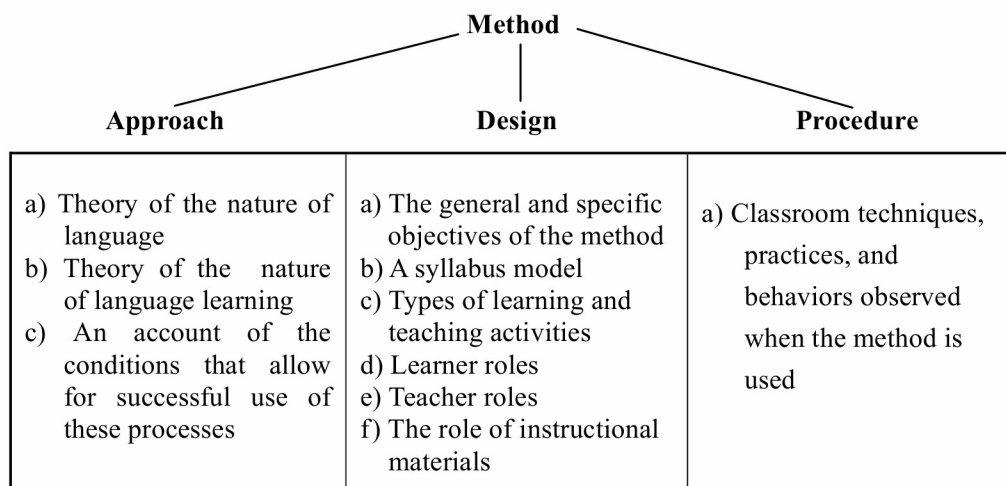 Method
Approach
Design
Procedure
a) Theory of the nature of
language
b) Theory of the nature
of language learning
c) An account of the
conditions that allow
for successful use of
these processes
a) The general and specific
objectives of the method
b) A syllabus model
c) Types of learning and
teaching activities
d) Learner roles
e) Teacher roles
f) The role of instructional
materials
a) Classroom techniques,
practices, and
behaviors observed
when the method is
used